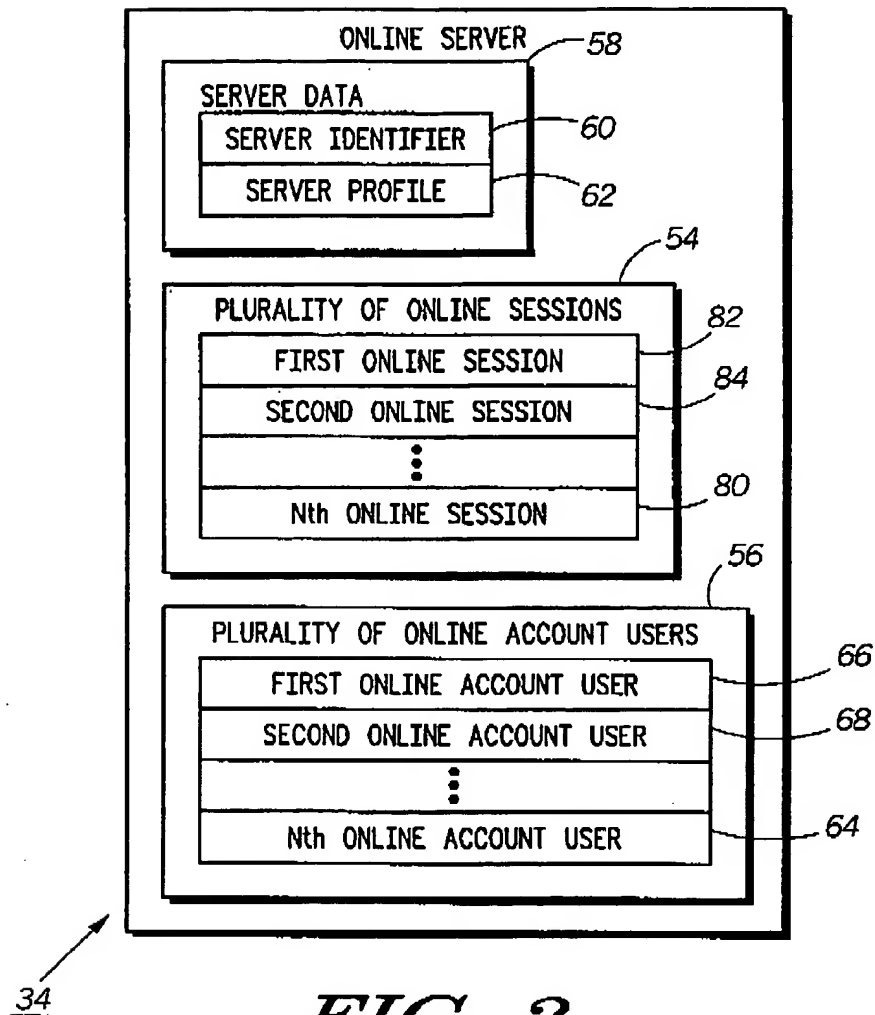 ONLINE SERVER
58
SERVER DATA
SERVER IDENTIFIER
60
SERVER PROFILE
62
54
PLURALITY OF ONLINE SESSIONS
82
FIRST ONLINE SESSION
84
SECOND ONLINE SESSION
80
Nth ONLINE SESSION
56
PLURALITY OF ONLINE ACCOUNT USERS
66
FIRST ONLINE ACCOUNT USER
68
SECOND ONLINE ACCOUNT USER
64
Nth ONLINE ACCOUNT USER
34
FIG.